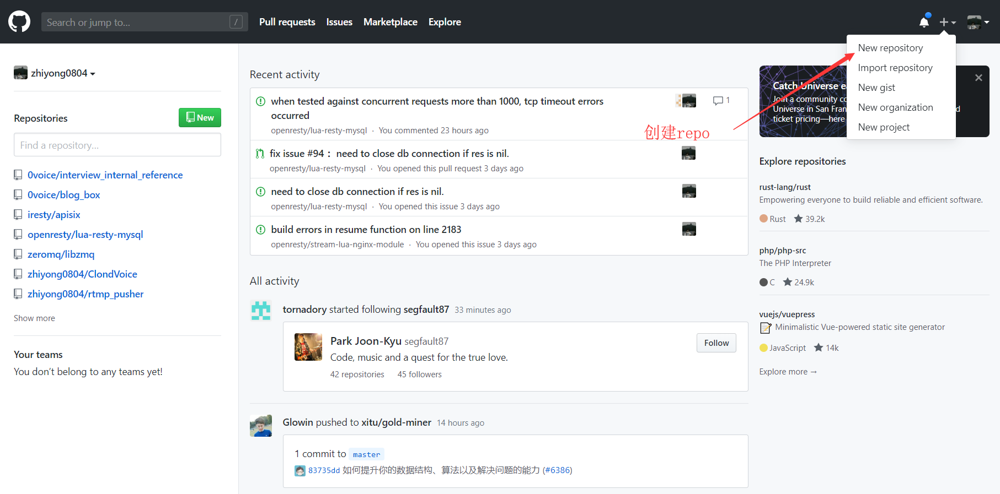 Search or jump to...
/
Pull requests
Issues
Marketplace
Explore
New repository
Import repository
New gist
New organization
New project
zhiyong0804
Repositories
New
Find a repository...
0voice/interview_internal_reference
0voice/blog_box
iresty/apisix
openresty/lua-resty-mysql
zeromq/libzmq
zhiyong0804/ClondVoice
zhiyong0804/rtmp_pusher
Show more
Your teams
You don’t belong to any teams yet!
Recent activity
when tested against concurrent requests more than 1000, tcp timeout errors
occurred
1
openresty/lua-resty-mysql · You commented 23 hours ago
创建repo
fix issue #94： need to close db connection if res is nil.
openresty/lua-resty-mysql · You opened this pull request 3 days ago
need to close db connection if res is nil.
openresty/lua-resty-mysql · You opened this issue 3 days ago
build errors in resume function on line 2183
openresty/stream-lua-nginx-module · You opened this issue 3 days ago
All activity
tornadory started following segfault87 33 minutes ago
Park Joon-Kyu segfault87
Follow
Code, music and a quest for the true love.
42 repositories 45 followers
Glowin pushed to xitu/gold-miner 14 hours ago
1 commit to master
83735dd 如何提升你的数据结构、算法以及解决问题的能力 (#6386)
Catch Universe
Join a community
Universe in San Fran
ticket pricing—here
Explore repositories
rust-lang/rust
Empowering everyone to build reliable and efficient software.
Rust 39.2k
php/php-src
The PHP Interpreter
C 24.9k
vuejs/vuepress
Minimalistic Vue-powered static site generator
JavaScript 14k
Explore more →